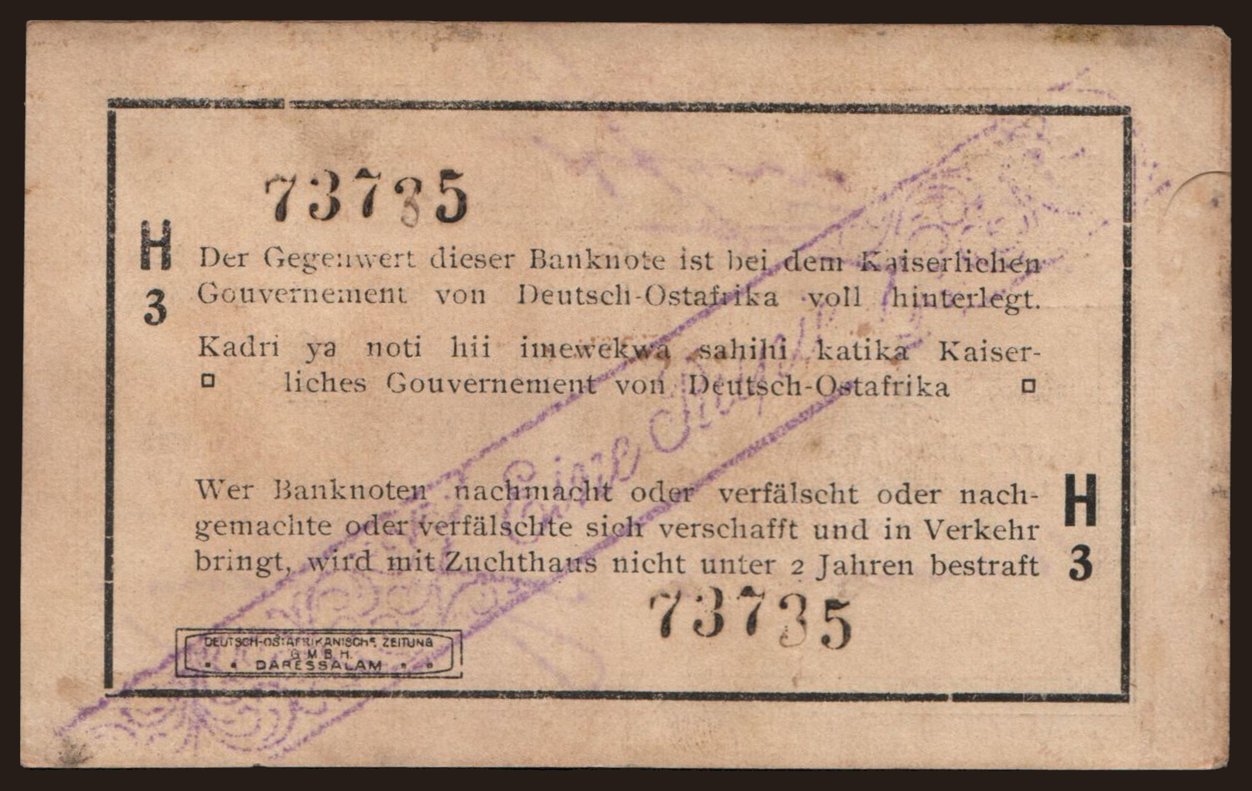 73735
H
3
Der Gegenwert dieser Banknote ist bei dem Kaiserlichen
Gouvernement von Deutsch-Ostafrika voll hinterlegt.
Kadri ya noti hii imewekwa sahihi katika Kaiser-
liches Gouvernement von Deutsch-Ostafrika
Eine Rupie
Wer Banknoten nachmacht oder verfälscht oder nach-
gemachte oder verfälschte sich verschafft und in Verkehr
bringt, wird mit Zuchthaus nicht unter 2 Jahren bestraft
H
3
73735
DEUTSCH-OSTAFRIKANISCHE ZEITUNG
G.M.B.H.
DARESSALAM